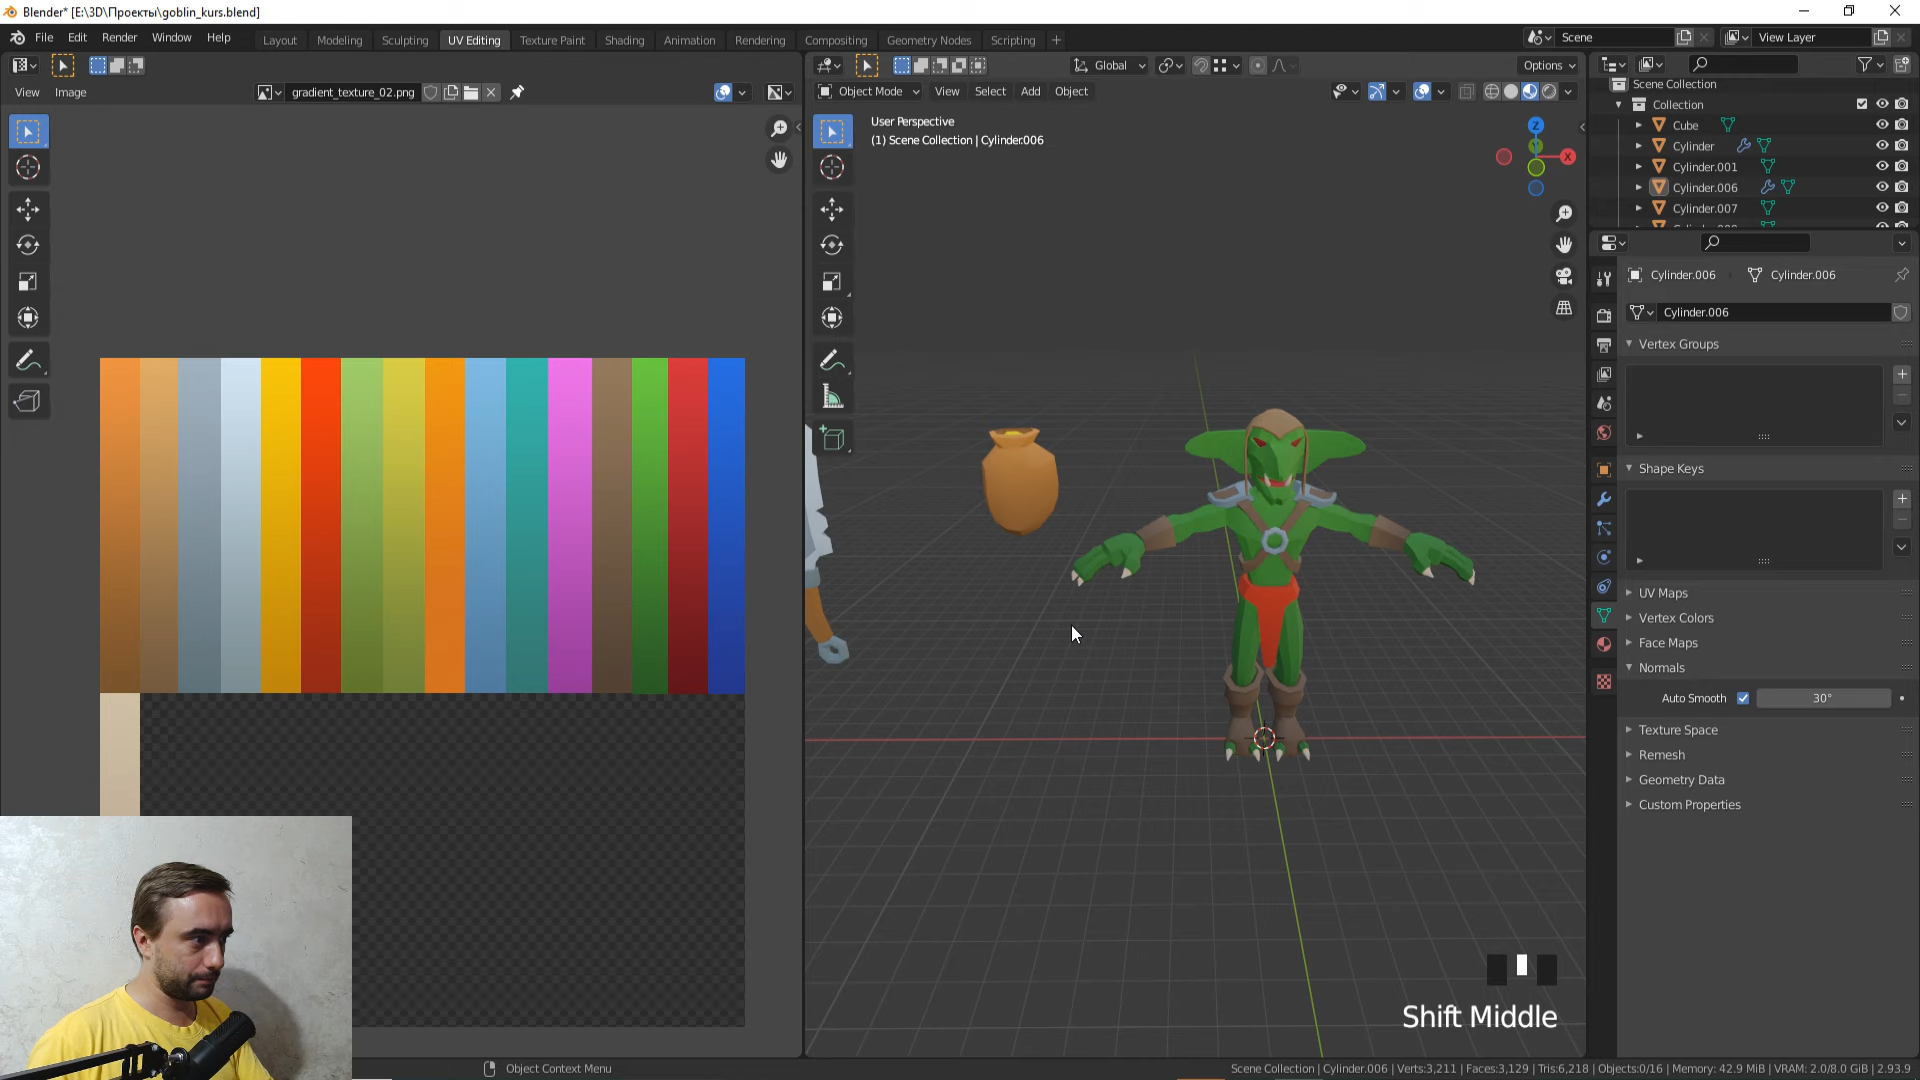 Blender* [E:\3D\Проекты\goblin_kurs.blend]
File Edit Render Window Help
Layout Modeling Sculpting UV Editing Texture Paint Shading Animation Rendering Compositing Geometry Nodes Scripting +
Scene
View Layer
Global
Options
View Image
gradient_texture_02.png
Object Mode View Select Add Object
User Perspective
(1) Scene Collection | Cylinder.006
Z
Y
X
Scene Collection
Collection
Cube
Cylinder
Cylinder.001
Cylinder.006
Cylinder.007
Cylinder.006 Cylinder.006
Cylinder.006
Vertex Groups
Shape Keys
UV Maps
Vertex Colors
Face Maps
Normals
Auto Smooth 30°
Texture Space
Remesh
Geometry Data
Custom Properties
Shift Middle
Object Context Menu
Scene Collection | Cylinder.006 | Verts:3,211 | Faces:3,129 | Tris:6,218 | Objects:0/16 | Memory: 42.9 MiB | VRAM: 2.0/8.0 GiB | 2.93.9